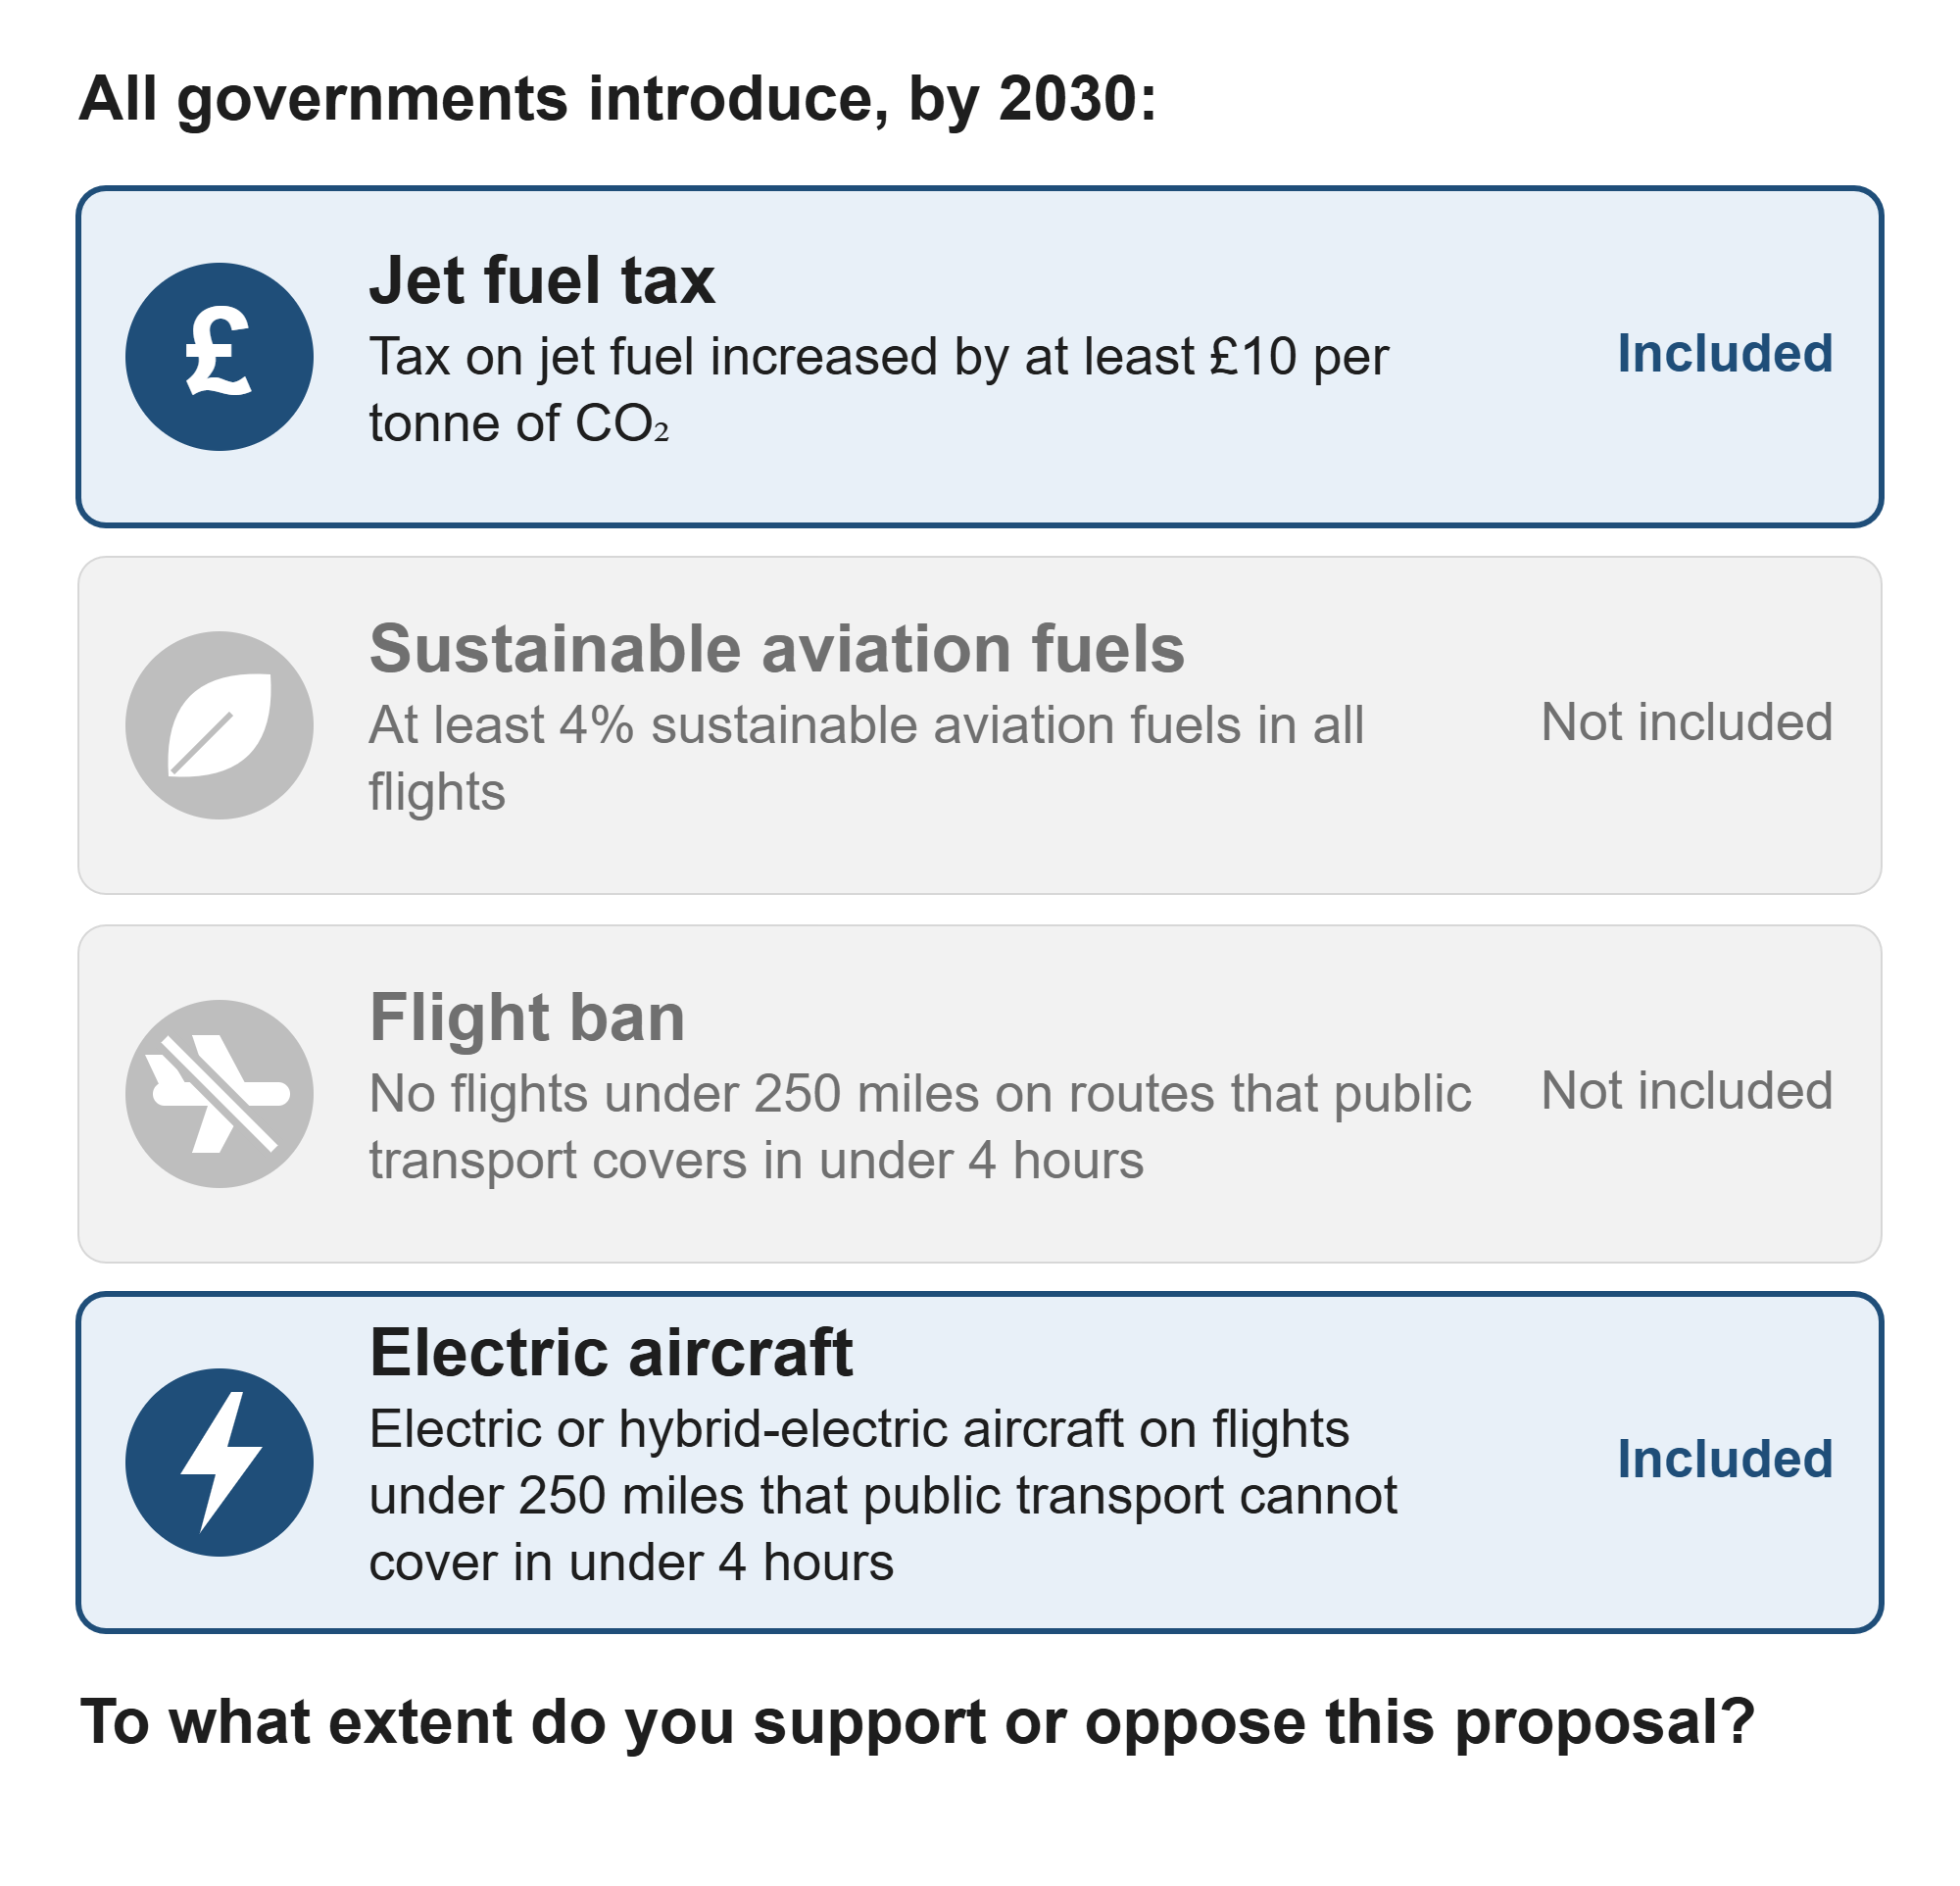 All governments introduce, by 2030:
£
Jet fuel tax
Tax on jet fuel increased by at least £10 per
tonne of CO₂
Included
Sustainable aviation fuels
At least 4% sustainable aviation fuels in all
flights
Not included
Flight ban
No flights under 250 miles on routes that public
transport covers in under 4 hours
Not included
Electric aircraft
Electric or hybrid-electric aircraft on flights
under 250 miles that public transport cannot
cover in under 4 hours
Included
To what extent do you support or oppose this proposal?